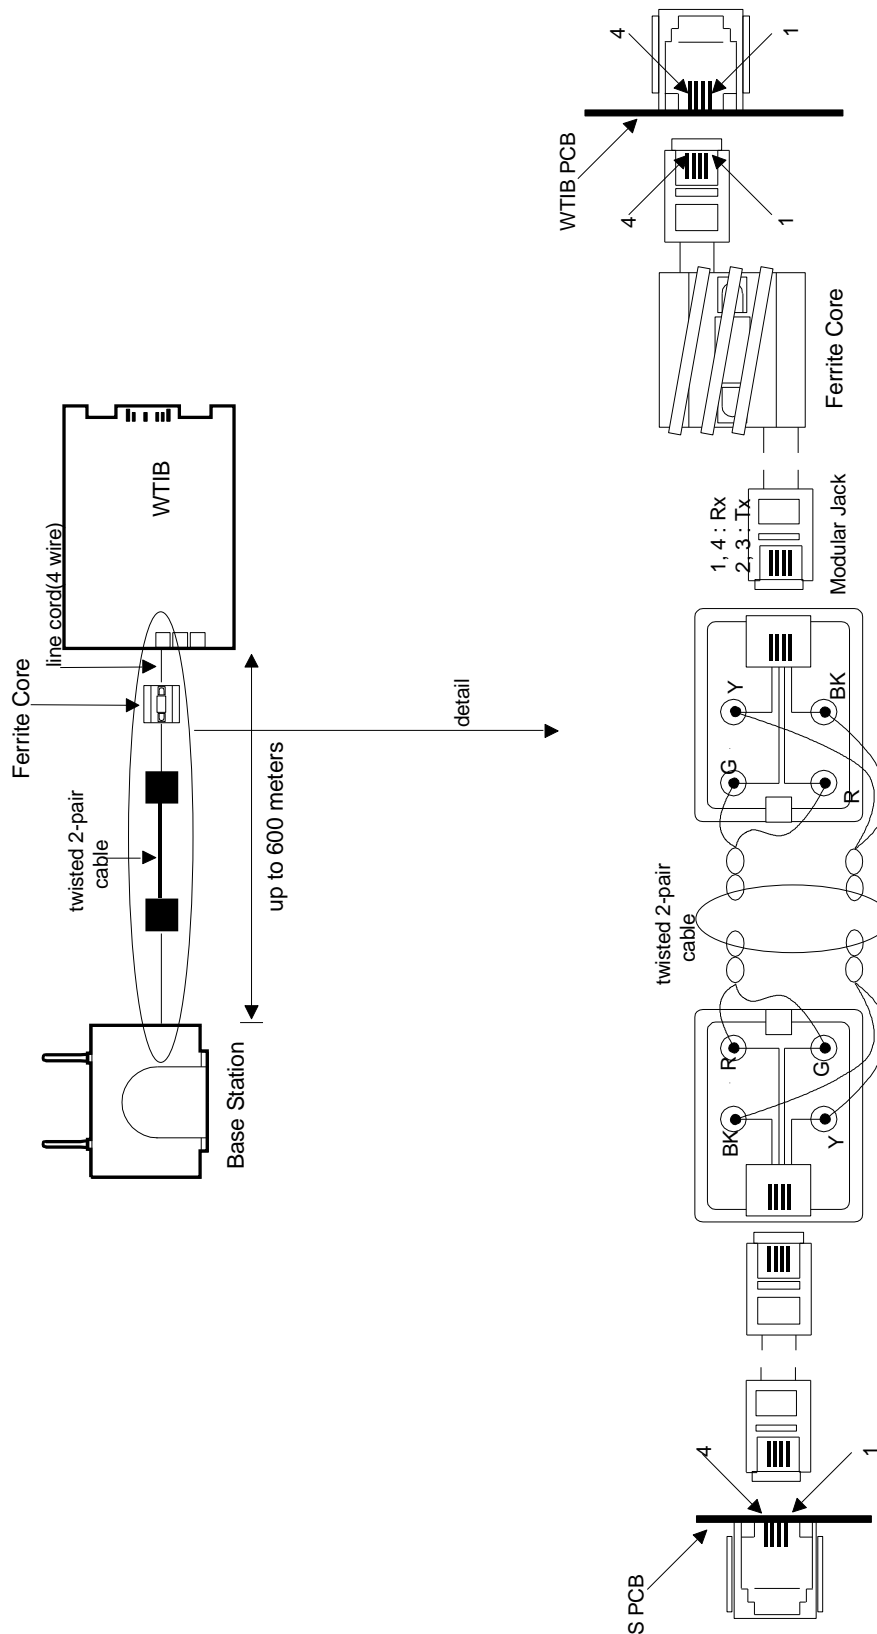 Base Station
up to 600 meters
twisted 2-pair
cable
Ferrite Core
line cord(4 wire)
WTIB
detail
S PCB
4
1
BK
R
Y
G
twisted 2-pair
cable
G
Y
R
BK
1, 4 : Rx
2, 3 : Tx
Modular Jack
Ferrite Core
4
1
WTIB PCB
4
1